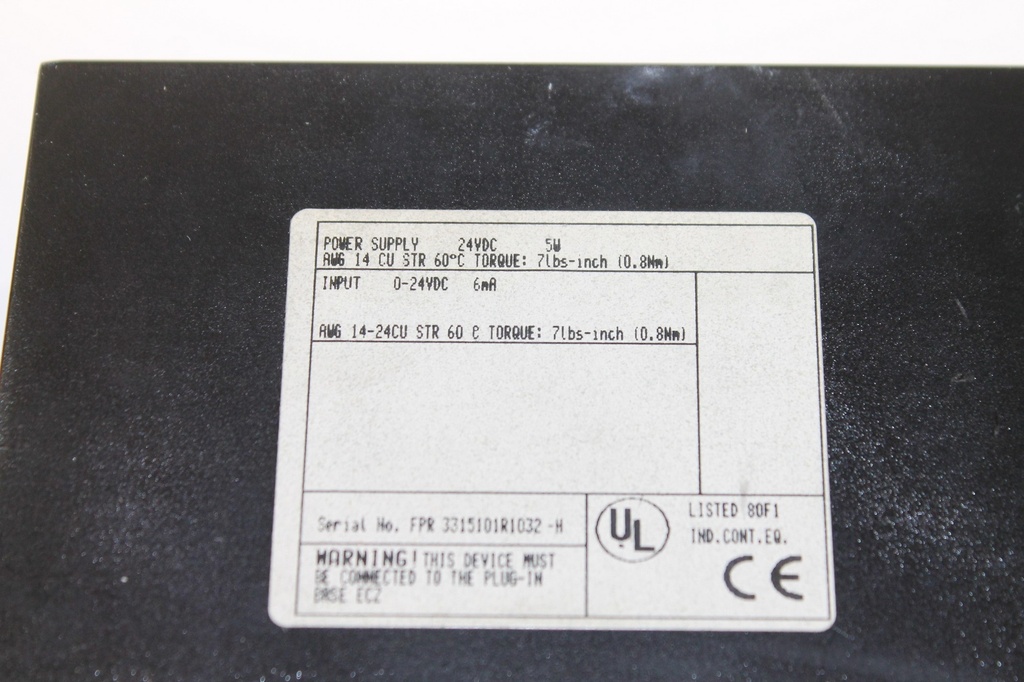 POWER SUPPLY 24VDC 5W
AWG 14 CU STR 60°C TORQUE: 7lbs-inch (0.8Nm)
INPUT 0-24VDC 6mA
AWG 14-24CU STR 60 C TORQUE: 7lbs-inch (0.8Nm)
Serial No. FPR 3315101R1032 -H
WARNING! THIS DEVICE MUST
BE CONNECTED TO THE PLUG-IN
BASE ECZ
UL
LISTED 80F1
IND.CONT.EQ.
CE